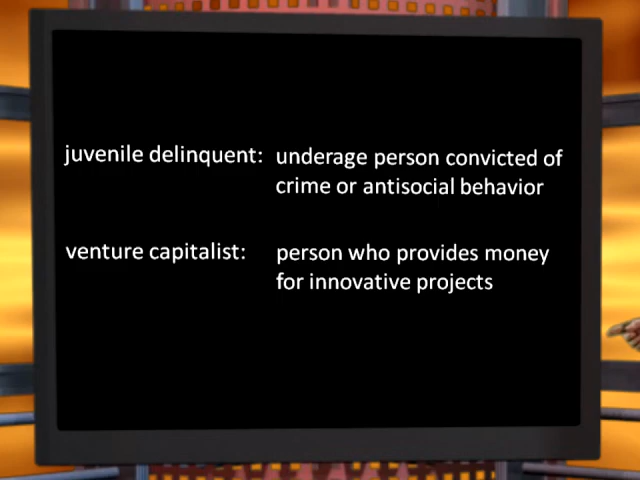 juvenile delinquent: underage person convicted of
crime or antisocial behavior
venture capitalist: person who provides money
for innovative projects